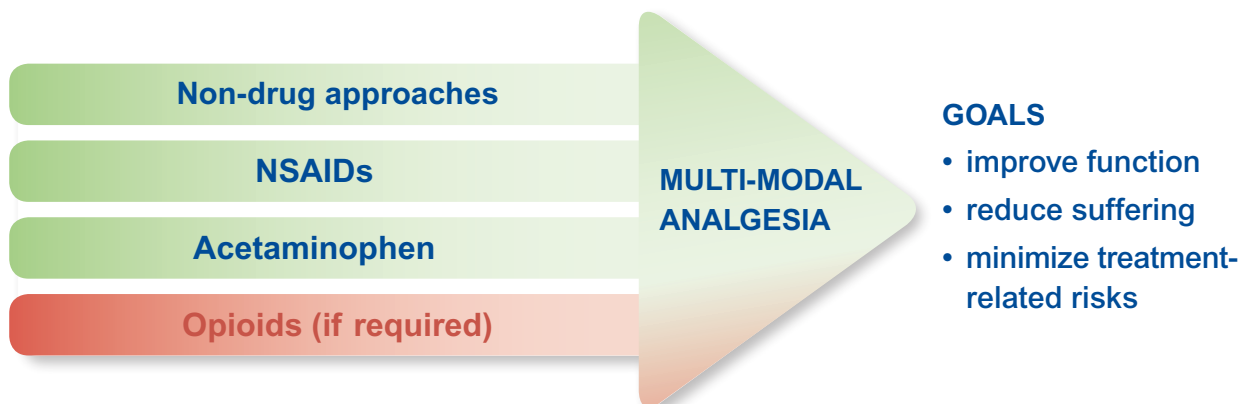 Non-drug approaches
NSAIDs
Acetaminophen
Opioids (if required)
MULTI-MODAL
ANALGESIA
GOALS
• improve function
• reduce suffering
• minimize treatment-
related risks